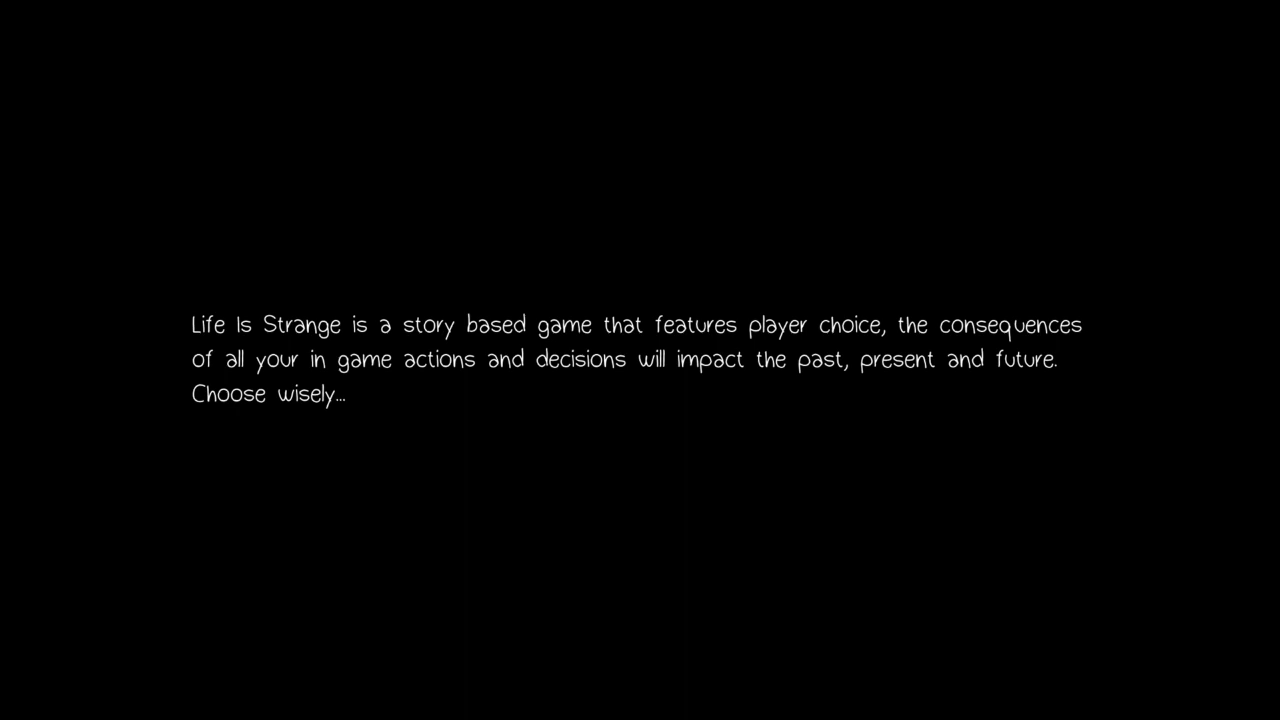 Life Is Strange is a story based game that features player choice, the consequences
of all your in game actions and decisions will impact the past, present and future.
Choose wisely...